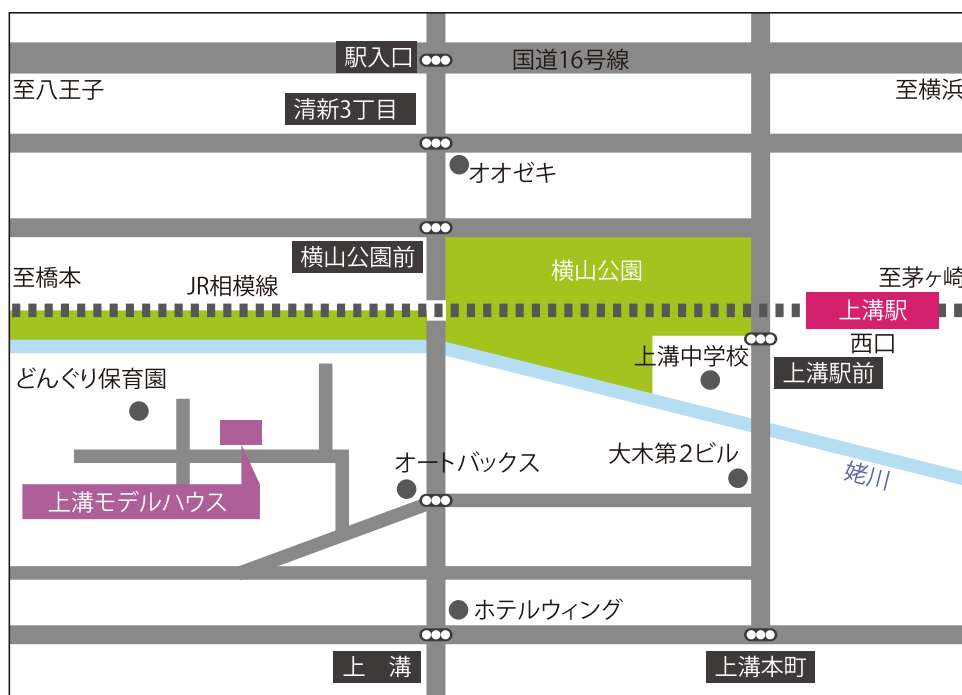 駅入口
国道16号線
至八王子
至横浜
清新3丁目
オオゼキ
横山公園前
横山公園
至橋本
JR相模線
至茅ヶ崎
上溝駅
西口
上溝中学校
上溝駅前
どんぐり保育園
オートバックス
大木第2ビル
姥川
上溝モデルハウス
ホテルウィング
上　溝
上溝本町